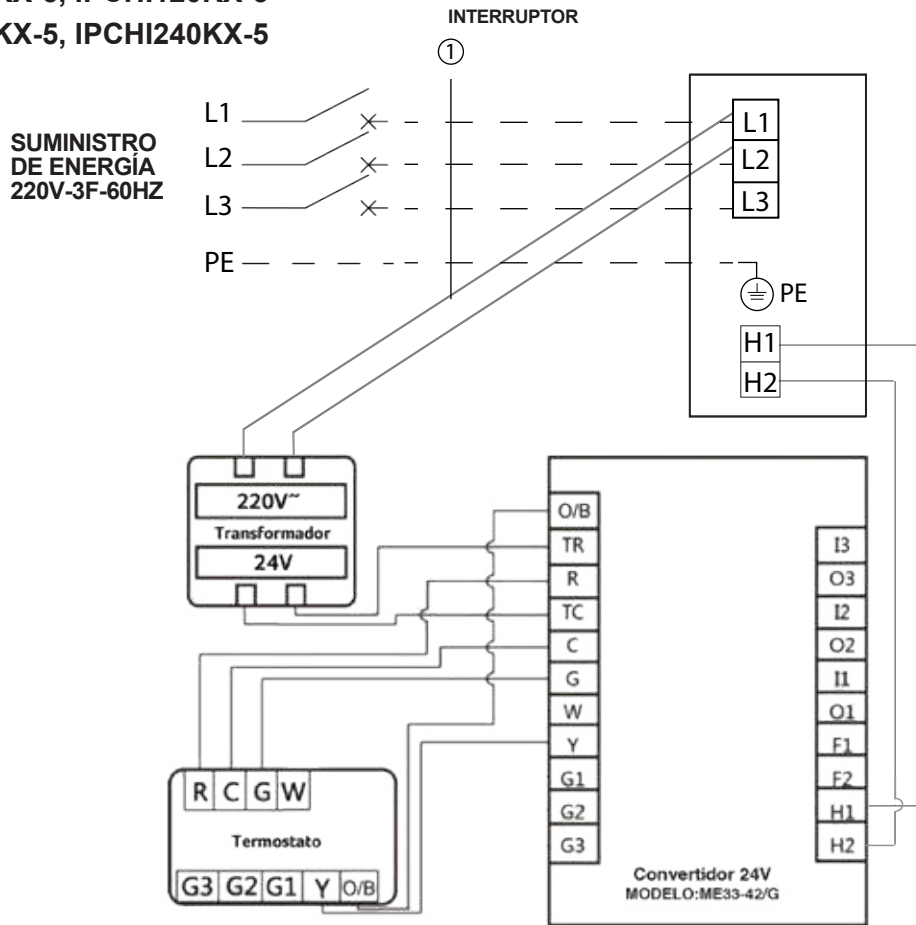 KX-5, IPCHI240KX-5
INTERRUPTOR
1
SUMINISTRO
DE ENERGÍA
220V-3F-60HZ
L1
L2
L3
PE
L1
L2
L3
PE
H1
H2
220V~
Transformador
24V
O/B
TR
R
TC
C
G
W
Y
G1
G2
G3
I3
O3
I2
O2
I1
O1
F1
F2
H1
H2
Convertidor 24V
MODELO:ME33-42/G
R C G W
Termostato
G3 G2 G1 Y O/B